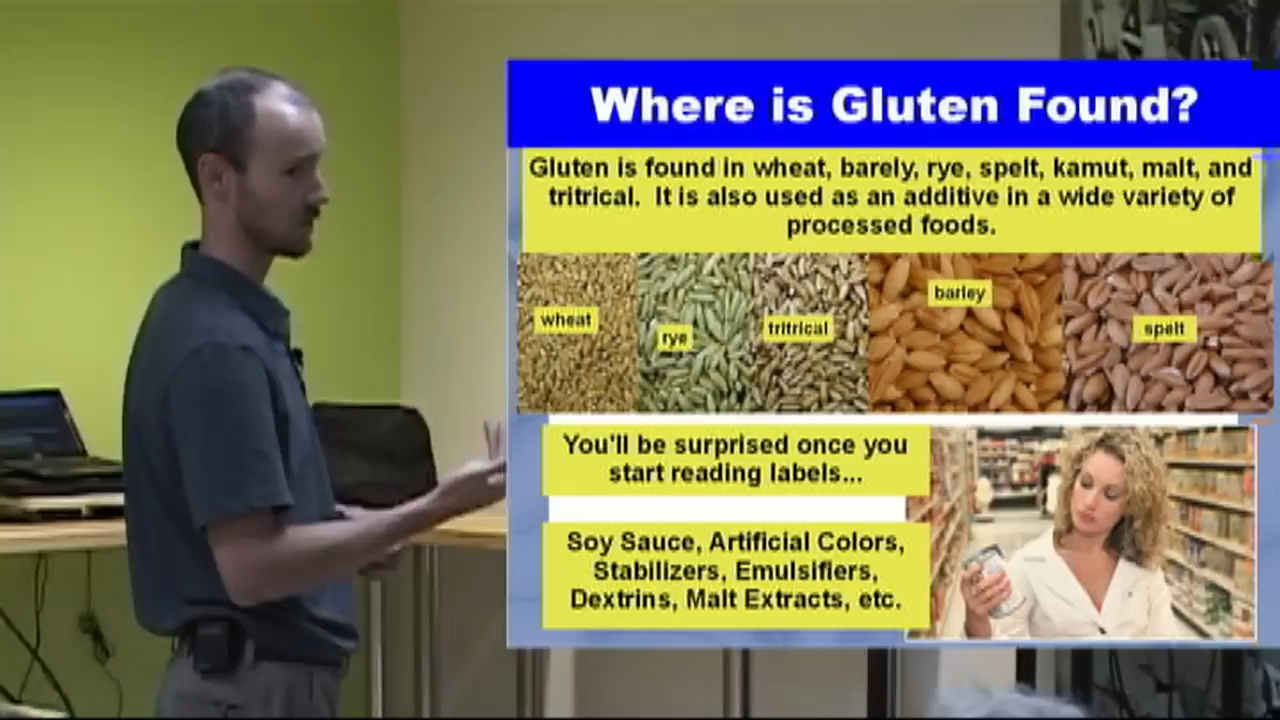 Where is Gluten Found?
Gluten is found in wheat, barely, rye, spelt, kamut, malt, and
tritrical.  It is also used as an additive in a wide variety of
processed foods.
wheat
rye
tritrical
barley
spelt
You'll be surprised once you
start reading labels...
Soy Sauce, Artificial Colors,
Stabilizers, Emulsifiers,
Dextrins, Malt Extracts, etc.